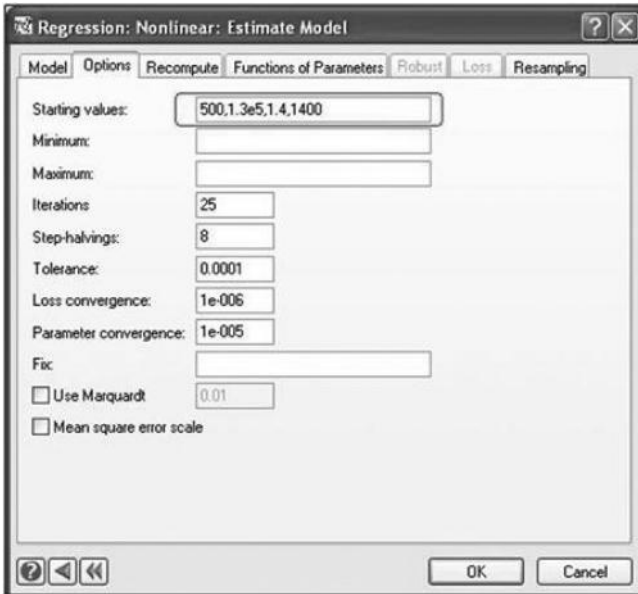 Regression: Nonlinear: Estimate Model
Model Options Recompute Functions of Parameters Robust Loss Resampling
Starting values: 500,1.3e5,1.4,1400
Minimum:
Maximum:
Iterations 25
Step-halvings: 8
Tolerance: 0.0001
Loss convergence: 1e-006
Parameter convergence: 1e-005
Fix:
Use Marquardt 0.01
Mean square error scale
OK Cancel